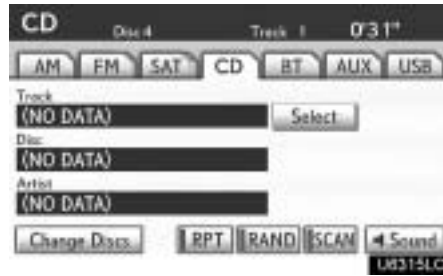 CD Disc 4 Track 1 0'31"
AM FM SAT CD BT AUX USB
Track
(NO DATA) Select
Disc
(NO DATA)
Artist
(NO DATA)
Change Discs RPT RAND SCAN Sound
U8315LC